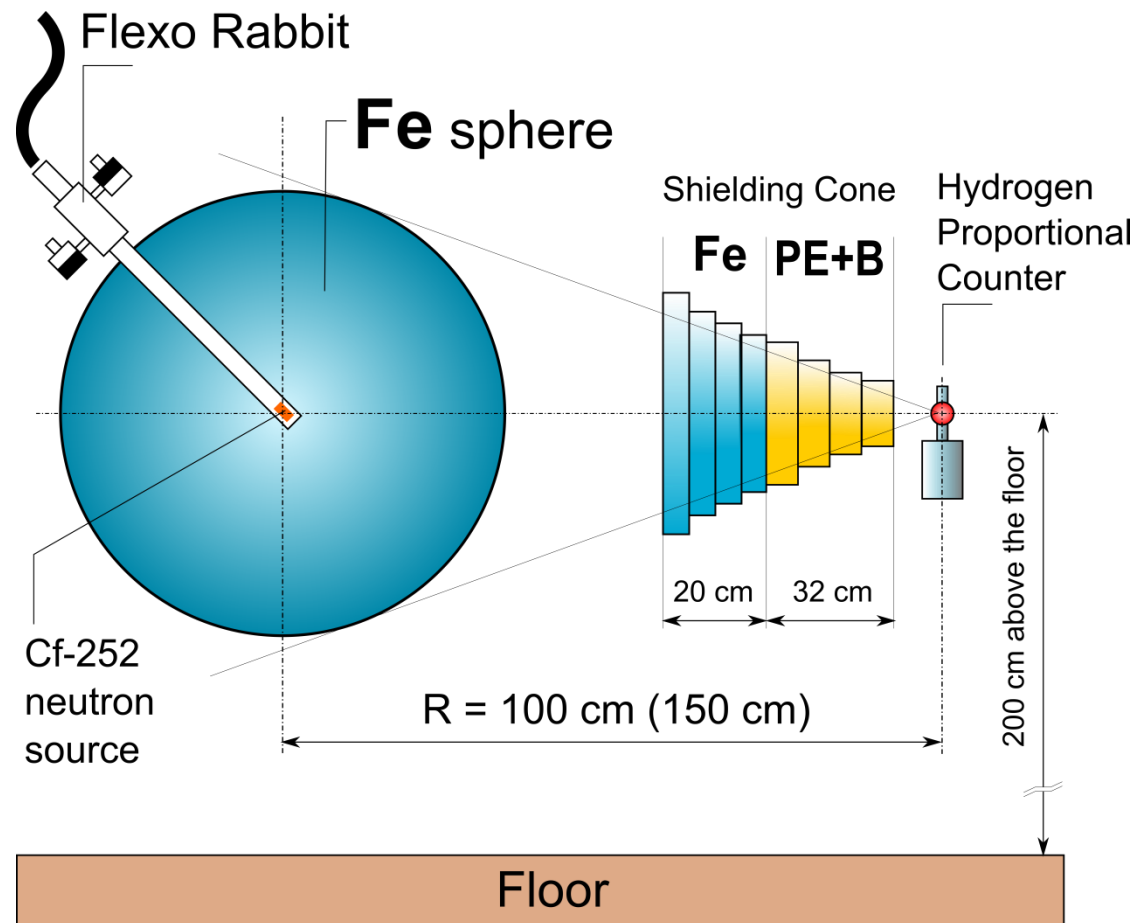 Flexo Rabbit
Fe sphere
Shielding Cone
Fe
PE+B
Hydrogen
Proportional
Counter
20 cm
32 cm
Cf-252
neutron
source
R = 100 cm (150 cm)
200 cm above the floor
Floor